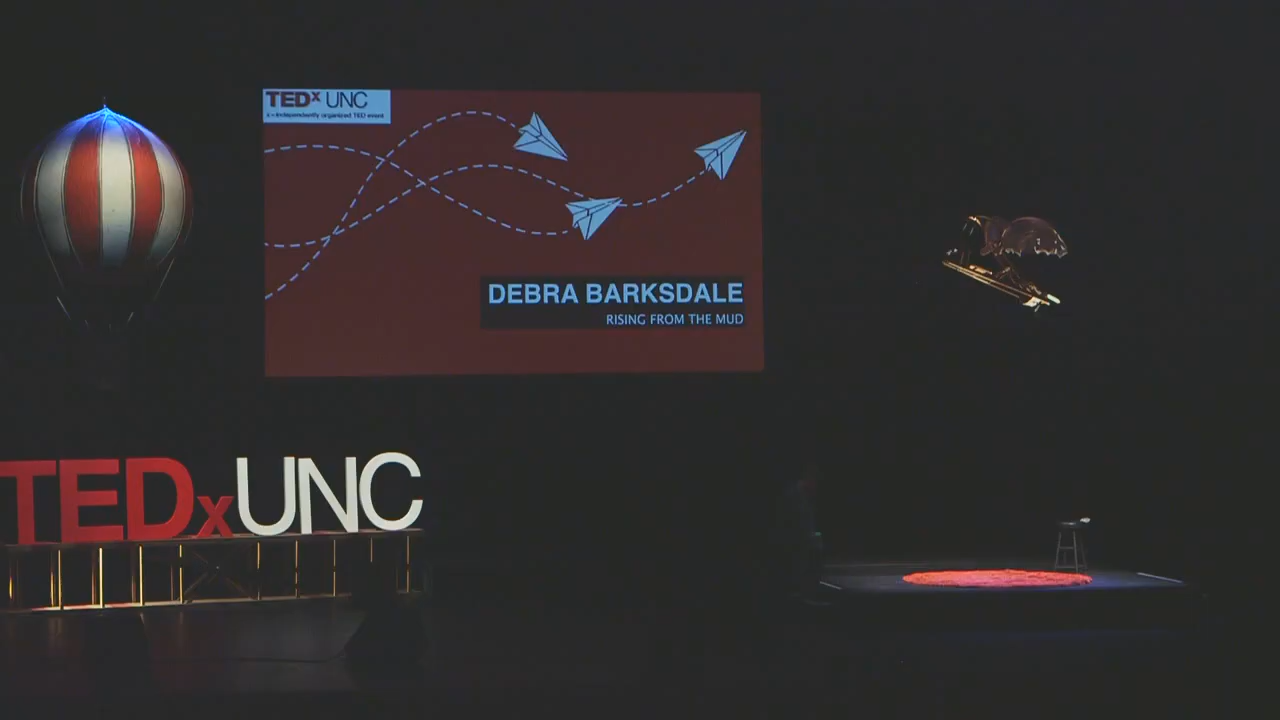 TEDx UNC
x = independently organized TED event
DEBRA BARKSDALE
RISING FROM THE MUD
TEDxUNC